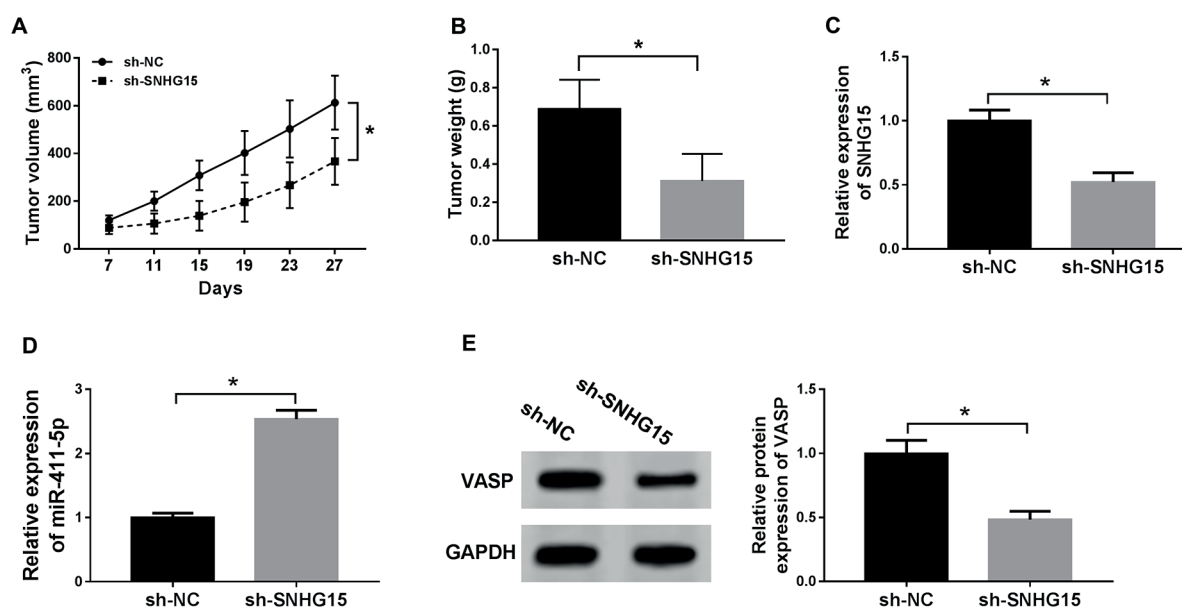 A
sh-NC
sh-SNHG15
Tumor volume (mm³)
800
600
400
200
0
*
7 11 15 19 23 27
Days
B
Tumor weight (g)
1.0
0.8
0.6
0.4
0.2
0.0
*
sh-NC sh-SNHG15
C
Relative expression
of SNHG15
1.5
1.0
0.5
0.0
*
sh-NC sh-SNHG15
D
Relative expression
of miR-411-5p
3
2
1
0
*
sh-NC sh-SNHG15
E
sh-NC
sh-SNHG15
VASP
GAPDH
Relative protein
expression of VASP
1.5
1.0
0.5
0.0
*
sh-NC sh-SNHG15